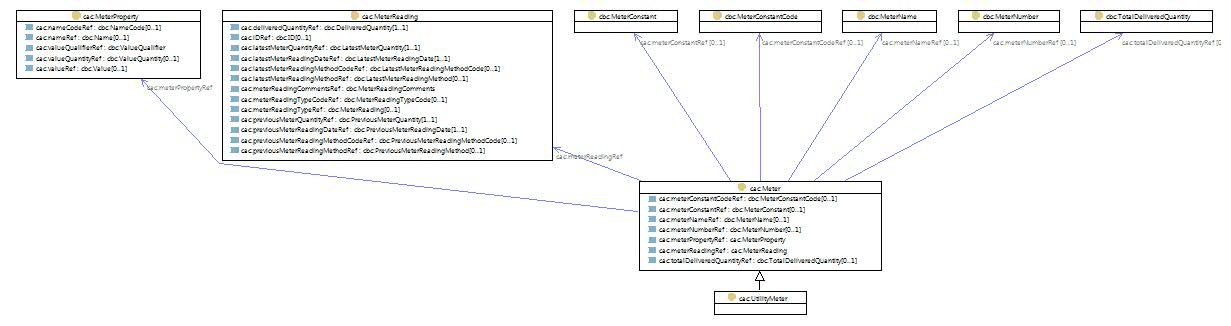 cac:MeterProperty
cac:nameCodeRef : cbc:NameCode[0..1]
cac:nameRef : cbc:Name[0..1]
cac:valueQualifierRef : cbc:ValueQualifier
cac:valueQuantityRef : cbc:ValueQuantity[0..1]
cac:valueRef : cbc:Value[0..1]
cac:MeterReading
cac:deliveredQuantityRef : cbc:DeliveredQuantity[1..1]
cac:IDRef : cbc:ID[0..1]
cac:latestMeterQuantityRef : cbc:LatestMeterQuantity[1..1]
cac:latestMeterReadingDateRef : cbc:LatestMeterReadingDate[1..1]
cac:latestMeterReadingMethodCodeRef : cbc:LatestMeterReadingMethodCode[0..1]
cac:latestMeterReadingMethodRef : cbc:LatestMeterReadingMethod[0..1]
cac:meterReadingCommentsRef : cbc:MeterReadingComments
cac:meterReadingTypeCodeRef : cbc:MeterReadingTypeCode[0..1]
cac:meterReadingTypeRef : cbc:MeterReading[0..1]
cac:previousMeterQuantityRef : cbc:PreviousMeterQuantity[1..1]
cac:previousMeterReadingDateRef : cbc:PreviousMeterReadingDate[1..1]
cac:previousMeterReadingMethodCodeRef : cbc:PreviousMeterReadingMethodCode[0..1]
cac:previousMeterReadingMethodRef : cbc:PreviousMeterReadingMethod[0..1]
cbc:MeterConstant
cbc:MeterConstantCode
cbc:MeterName
cbc:MeterNumber
cbc:TotalDeliveredQuantity
cac:meterConstantRef [0..1]
cac:meterConstantCodeRef [0..1]
cac:meterNameRef [0..1]
cac:meterNumberRef [0..1]
cac:totalDeliveredQuantityRef [0
cac:meterPropertyRef
cac:meterReadingRef
cac:Meter
cac:meterConstantCodeRef : cbc:MeterConstantCode[0..1]
cac:meterConstantRef : cbc:MeterConstant[0..1]
cac:meterNameRef : cbc:MeterName[0..1]
cac:meterNumberRef : cbc:MeterNumber[0..1]
cac:meterPropertyRef : cac:MeterProperty
cac:meterReadingRef : cac:MeterReading
cac:totalDeliveredQuantityRef : cbc:TotalDeliveredQuantity[0..1]
cac:UtilityMeter